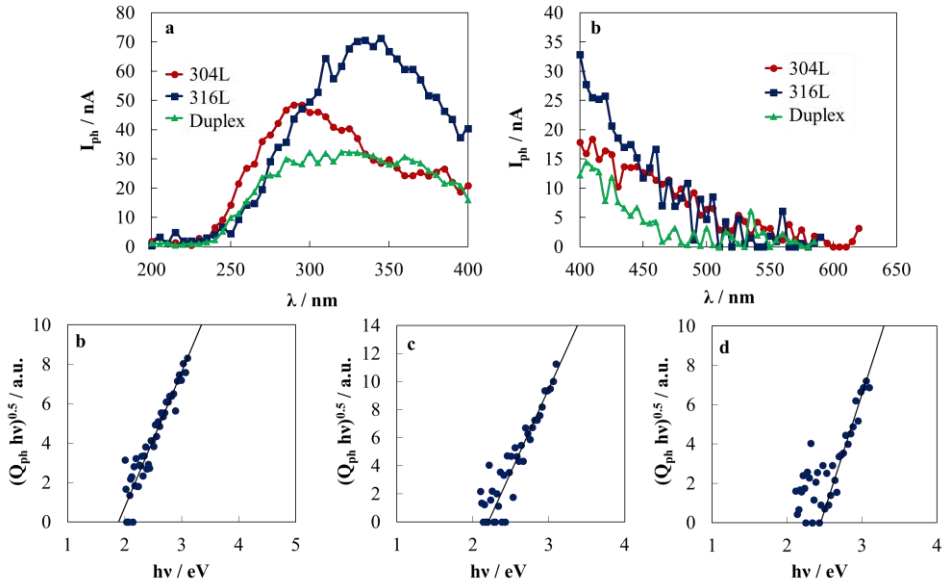 a
I_ph / nA
80
70
60
50
40
30
20
10
0
304L
316L
Duplex
200 250 300 350 400
λ / nm
b
I_ph / nA
40
35
30
25
20
15
10
5
0
304L
316L
Duplex
400 450 500 550 600 650
λ / nm
b
(Q_ph hν)^0.5 / a.u.
10
8
6
4
2
0
1 2 3 4 5
hν / eV
c
(Q_ph hν)^0.5 / a.u.
14
12
10
8
6
4
2
0
1 2 3 4
hν / eV
d
(Q_ph hν)^0.5 / a.u.
10
8
6
4
2
0
1 2 3 4
hν / eV